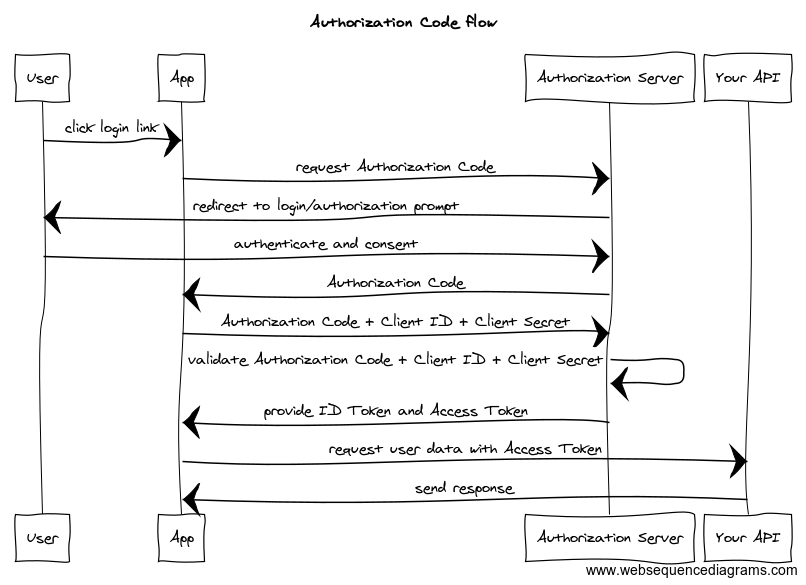 Authorization Code flow
User
App
Authorization Server
Your API
click login link
request Authorization Code
redirect to login/authorization prompt
authenticate and consent
Authorization Code
Authorization Code + Client ID + Client Secret
validate Authorization Code + Client ID + Client Secret
provide ID Token and Access Token
request user data with Access Token
send response
User
App
Authorization Server
Your API
www.websequencediagrams.com